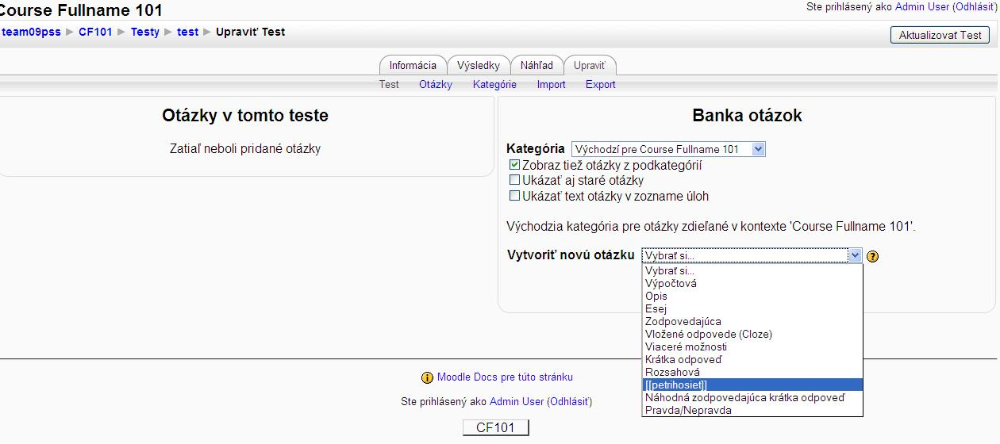 Course Fullname 101
Ste prihlásený ako Admin User (Odhlásiť)
team09pss ► CF101 ► Testy ► test ► Upraviť Test
Aktualizovať Test
Informácia Výsledky Náhľad Upraviť
Test Otázky Kategórie Import Export
Otázky v tomto teste
Zatiaľ neboli pridané otázky
Banka otázok
Kategória Východzí pre Course Fullname 101
Zobraz tiež otázky z podkategórií
Ukázať aj staré otázky
Ukázať text otázky v zozname úloh
Východzia kategória pre otázky zdieľané v kontexte 'Course Fullname 101'.
Vytvoriť novú otázku Vybrať si... ?
Vybrať si...
Výpočtová
Opis
Esej
Zodpovedajúca
Vložené odpovede (Cloze)
Viaceré možnosti
Krátka odpoveď
Rozsahová
[[petrihosiet]]
Náhodná zodpovedajúca krátka odpoveď
Pravda/Nepravda
Moodle Docs pre túto stránku
Ste prihlásený ako Admin User (Odhlásiť)
CF101